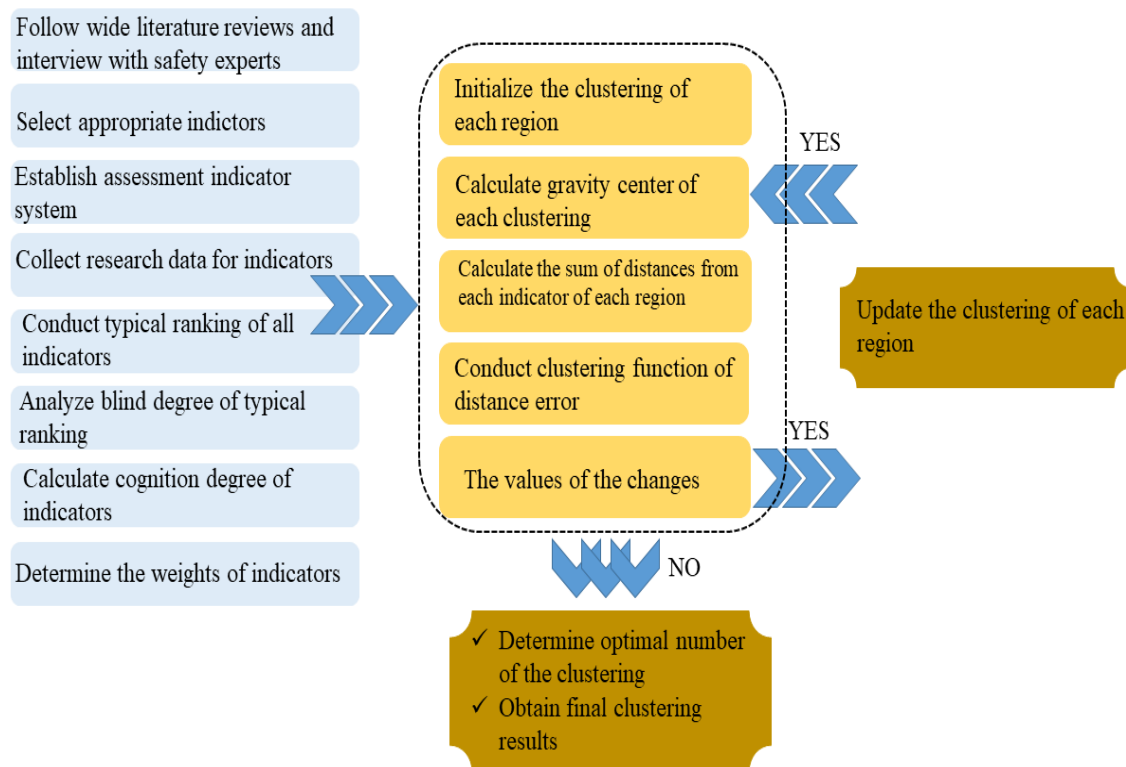 Follow wide literature reviews and
interview with safety experts
Select appropriate indictors
Establish assessment indicator
system
Collect research data for indicators
Conduct typical ranking of all
indicators
Analyze blind degree of typical
ranking
Calculate cognition degree of
indicators
Determine the weights of indicators
Initialize the clustering of
each region
Calculate gravity center of
each clustering
Calculate the sum of distances from
each indicator of each region
Conduct clustering function of
distance error
The values of the changes
YES
Update the clustering of each
region
YES
NO
✓ Determine optimal number
of the clustering
✓ Obtain final clustering
results